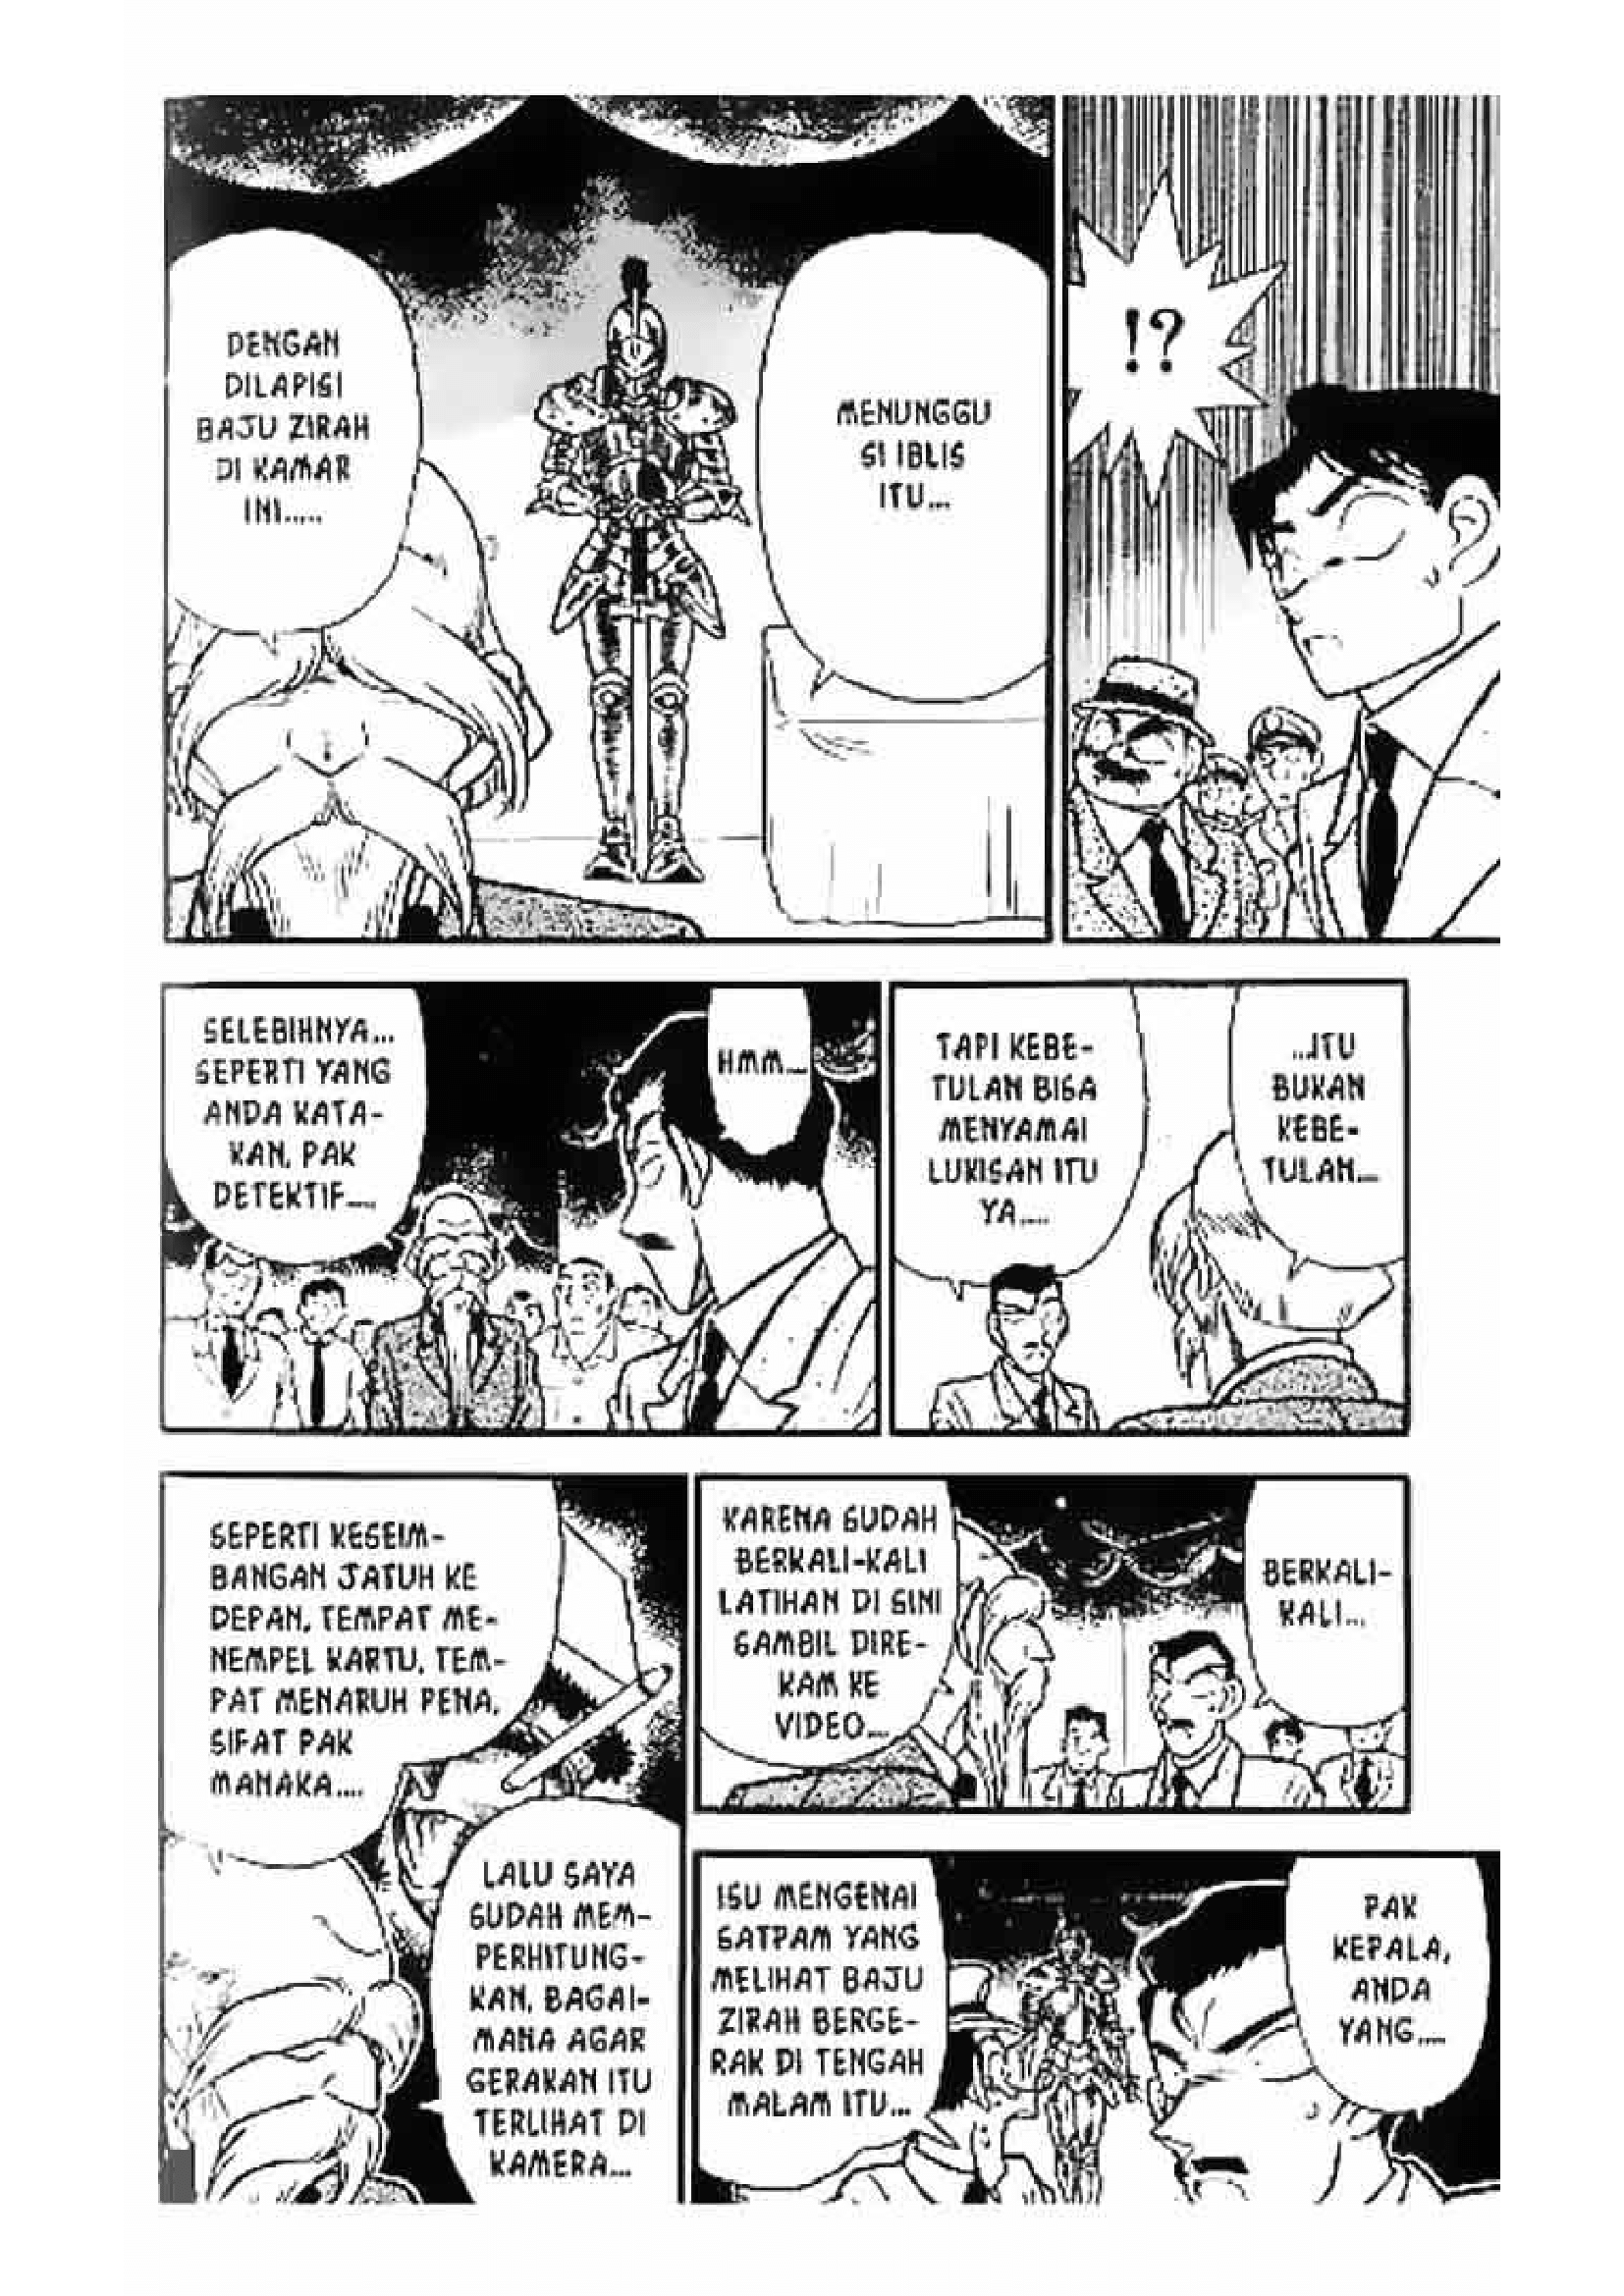 !?
MENUNGGU
SI IBLIS
ITU...
DENGAN
DILAPISI
BAJU ZIRAH
DI KAMAR
INI.....
...ITU
BUKAN
KEBE-
TULAN....
TAPI KEBE-
TULAN BISA
MENYAMAI
LUKISAN ITU
YA.....
HMM....
SELEBIHNYA...
SEPERTI YANG
ANDA KATA-
KAN, PAK
DETEKTIF.....
BERKALI-
KALI...
KARENA SUDAH
BERKALI-KALI
LATIHAN DI SINI
SAMBIL DIRE-
KAM KE
VIDEO....
SEPERTI KESEIM-
BANGAN JATUH KE
DEPAN, TEMPAT ME-
NEMPEL KARTU, TEM-
PAT MENARUH PENA,
SIFAT PAK
MANAKA....
LALU SAYA
SUDAH MEM-
PERHITUNG-
KAN, BAGAI-
MANA AGAR
GERAKAN ITU
TERLIHAT DI
KAMERA...
PAK
KEPALA,
ANDA
YANG....
ISU MENGENAI
SATPAM YANG
MELIHAT BAJU
ZIRAH BERGE-
RAK DI TENGAH
MALAM ITU...